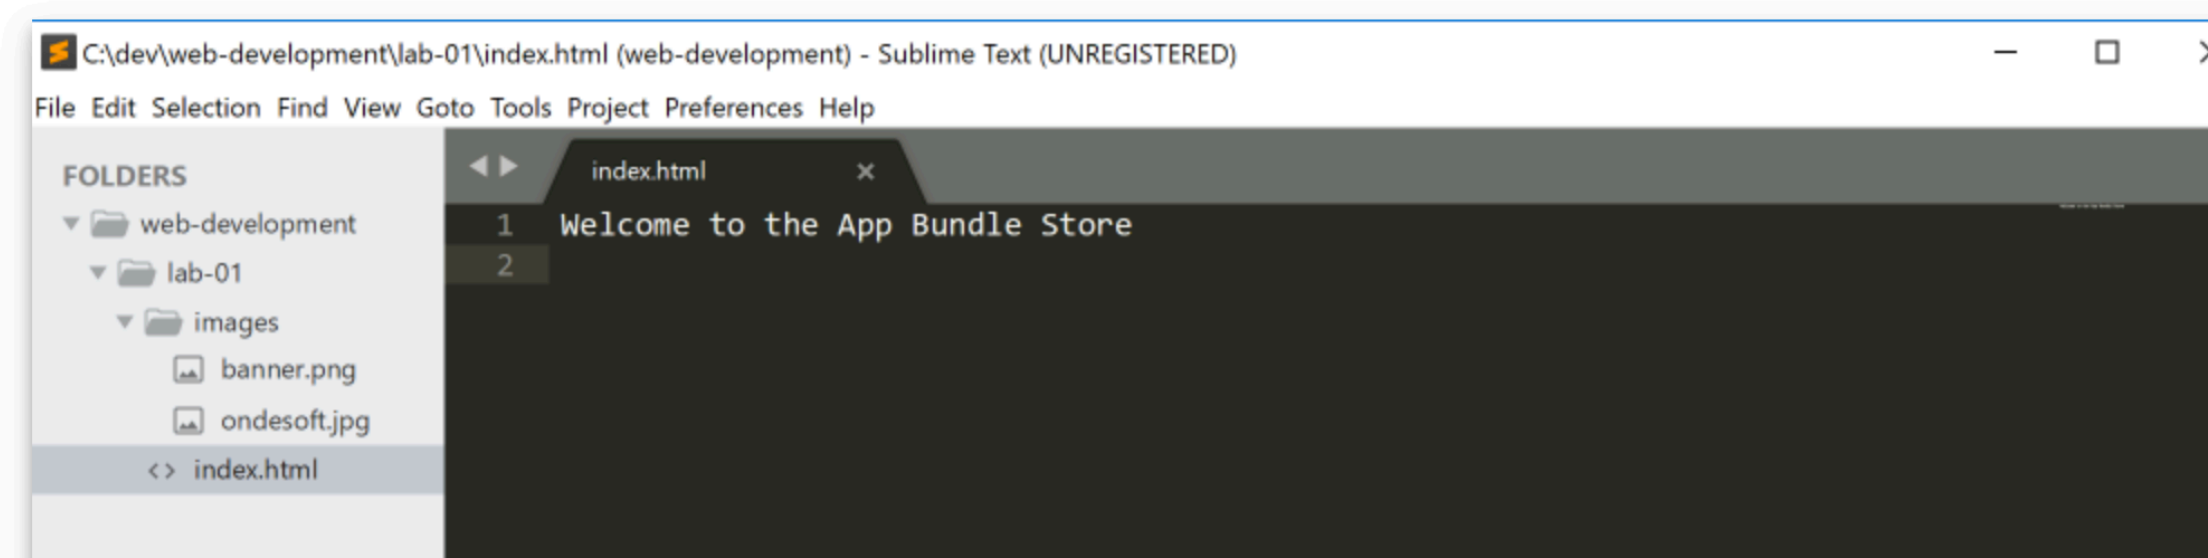 C:\dev\web-development\lab-01\index.html (web-development) - Sublime Text (UNREGISTERED)
File Edit Selection Find View Goto Tools Project Preferences Help
FOLDERS
web-development
lab-01
images
banner.png
ondesoft.jpg
index.html
index.html
1 Welcome to the App Bundle Store
2